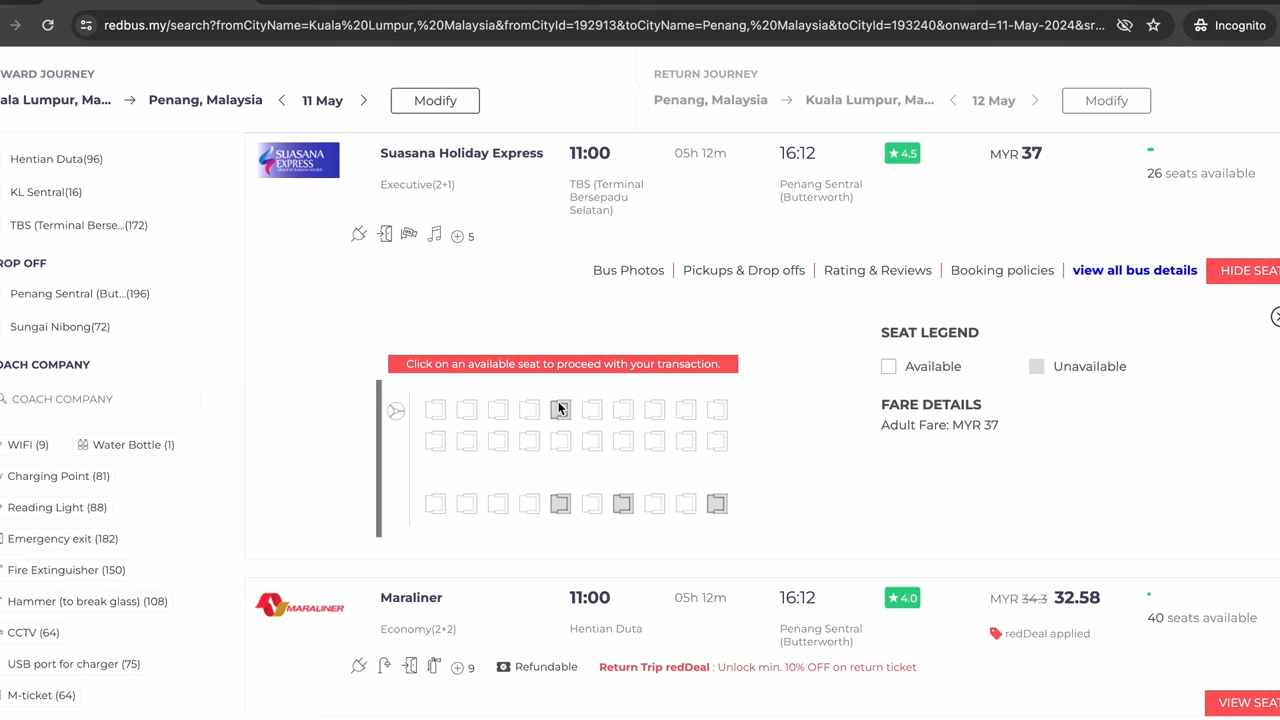 redbus.my/search?fromCityName=Kuala%20Lumpur,%20Malaysia&fromCityId=192913&toCityName=Penang,%20Malaysia&toCityId=193240&onward=11-May-2024&sr...
Incognito
WARD JOURNEY
ala Lumpur, Ma... → Penang, Malaysia < 11 May > Modify
RETURN JOURNEY
Penang, Malaysia → Kuala Lumpur, Ma... < 12 May > Modify
Hentian Duta(96)
KL Sentral(16)
TBS (Terminal Berse...(172)
ROP OFF
Penang Sentral (But...(196)
Sungai Nibong(72)
OACH COMPANY
COACH COMPANY
WIFI (9)
Water Bottle (1)
Charging Point (81)
Reading Light (88)
Emergency exit (182)
Fire Extinguisher (150)
Hammer (to break glass) (108)
CCTV (64)
USB port for charger (75)
M-ticket (64)
SUASANA
EXPRESS
Suasana Holiday Express
Executive(2+1)
11:00
TBS (Terminal
Bersepadu
Selatan)
05h 12m
16:12
Penang Sentral
(Butterworth)
★ 4.5
MYR 37
26 seats available
5
Bus Photos | Pickups & Drop offs | Rating & Reviews | Booking policies | view all bus details
HIDE SEA
Click on an available seat to proceed with your transaction.
SEAT LEGEND
Available
Unavailable
FARE DETAILS
Adult Fare: MYR 37
MARALINER
Maraliner
Economy(2+2)
11:00
Hentian Duta
05h 12m
16:12
Penang Sentral
(Butterworth)
★ 4.0
MYR 34.3 32.58
redDeal applied
40 seats available
9
Refundable
Return Trip redDeal : Unlock min. 10% OFF on return ticket
VIEW SEA